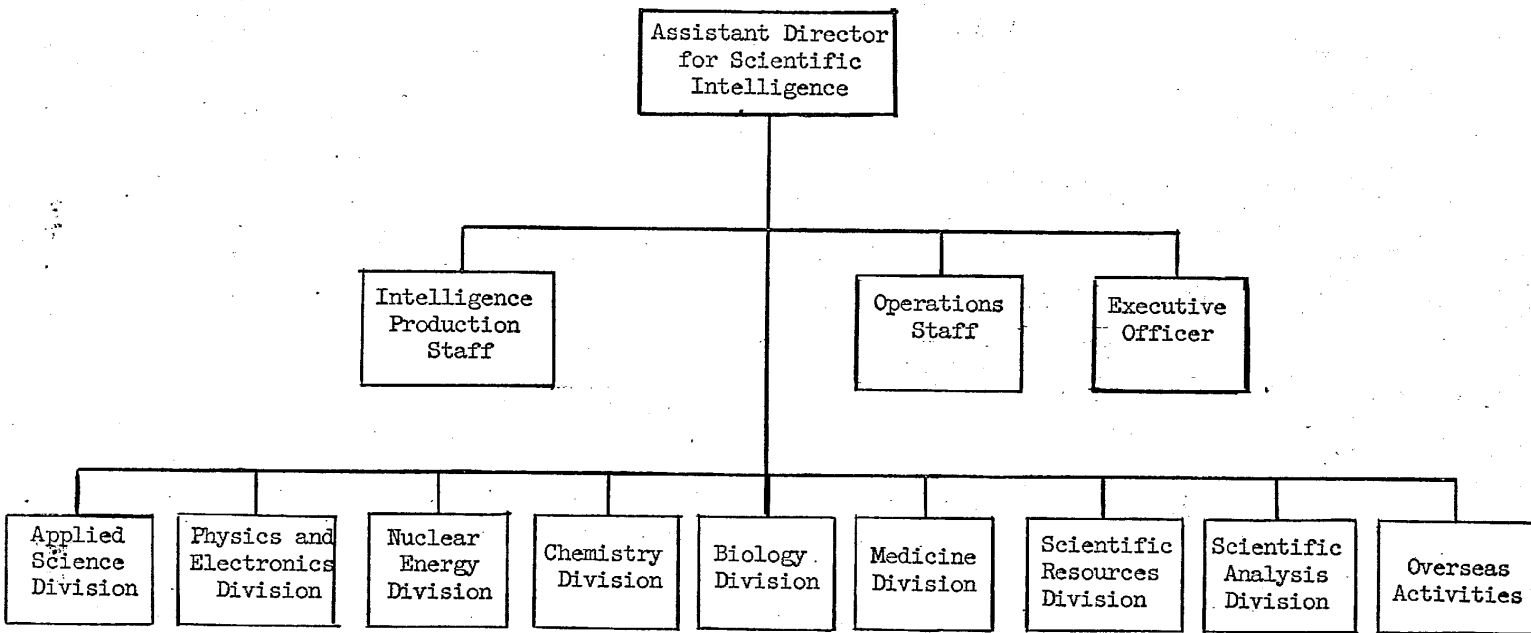 Assistant Director
for Scientific
Intelligence
Intelligence
Production
Staff
Operations
Staff
Executive
Officer
Applied
Science
Division
Physics and
Electronics
Division
Nuclear
Energy
Division
Chemistry
Division
Biology
Division
Medicine
Division
Scientific
Resources
Division
Scientific
Analysis
Division
Overseas
Activities